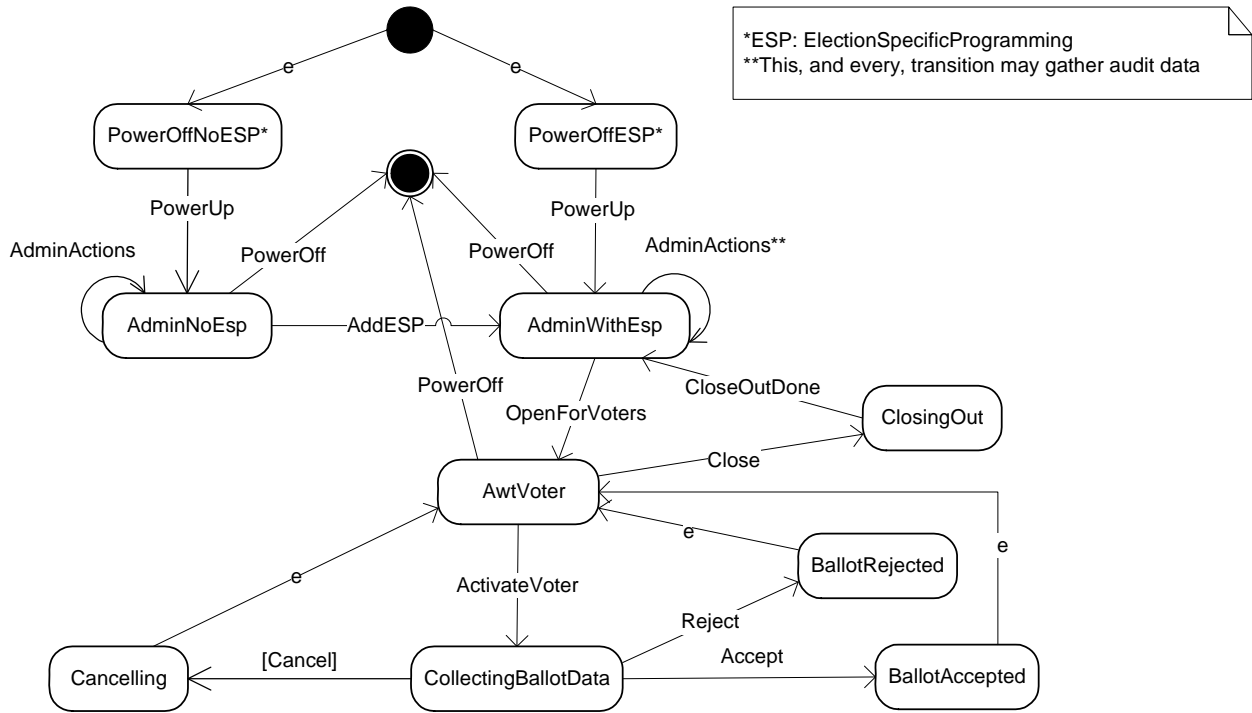 *ESP: ElectionSpecificProgramming
**This, and every, transition may gather audit data
e
e
PowerOffNoESP*
PowerOffESP*
PowerUp
PowerUp
AdminActions
PowerOff
PowerOff
AdminActions**
AdminNoEsp
AddESP
AdminWithEsp
PowerOff
CloseOutDone
OpenForVoters
ClosingOut
Close
AwtVoter
e
e
e
BallotRejected
ActivateVoter
Reject
[Cancel]
Accept
Cancelling
CollectingBallotData
BallotAccepted